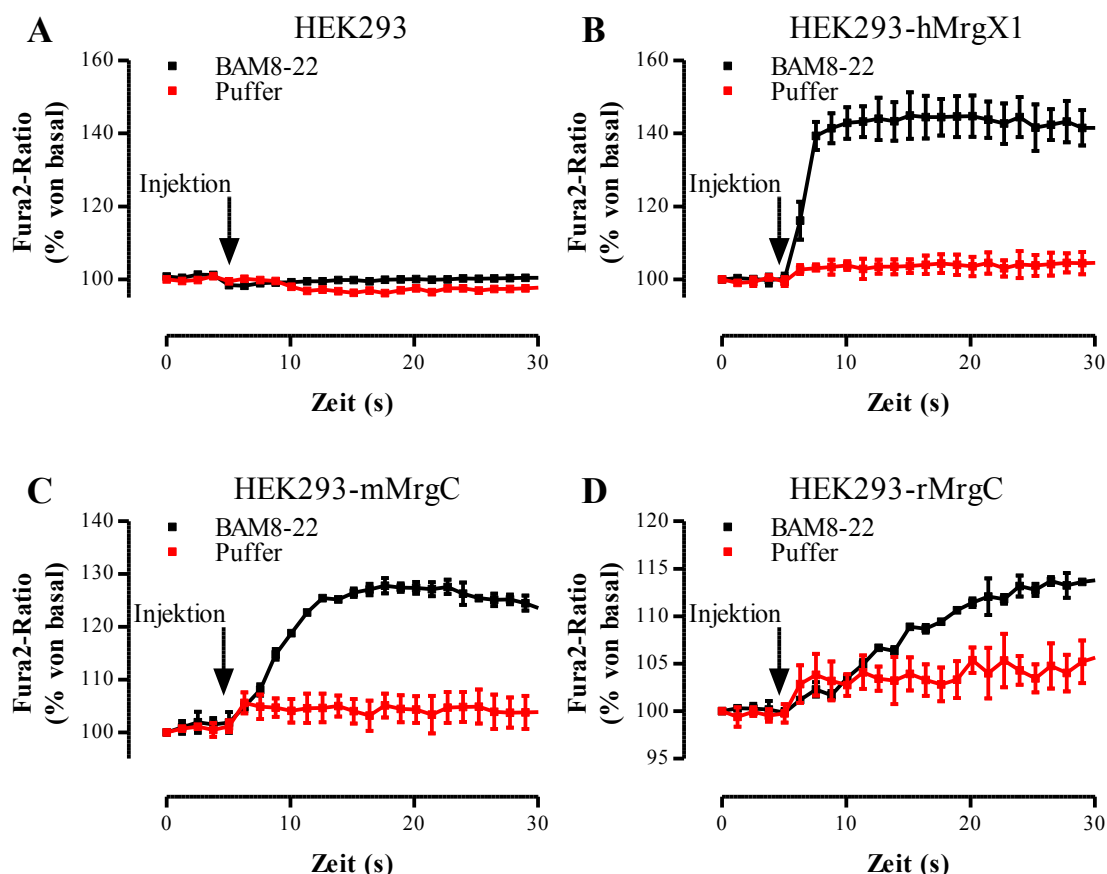 A
HEK293
BAM8-22
Puffer
Fura2-Ratio
(% von basal)
160
140
120
100
Injektion
0
10
20
30
Zeit (s)
B
HEK293-hMrgX1
BAM8-22
Puffer
Fura2-Ratio
(% von basal)
160
140
120
100
Injektion
0
10
20
30
Zeit (s)
C
HEK293-mMrgC
BAM8-22
Puffer
Fura2-Ratio
(% von basal)
140
130
120
110
100
Injektion
0
10
20
30
Zeit (s)
D
HEK293-rMrgC
BAM8-22
Puffer
Fura2-Ratio
(% von basal)
120
115
110
105
100
95
Injektion
0
10
20
30
Zeit (s)